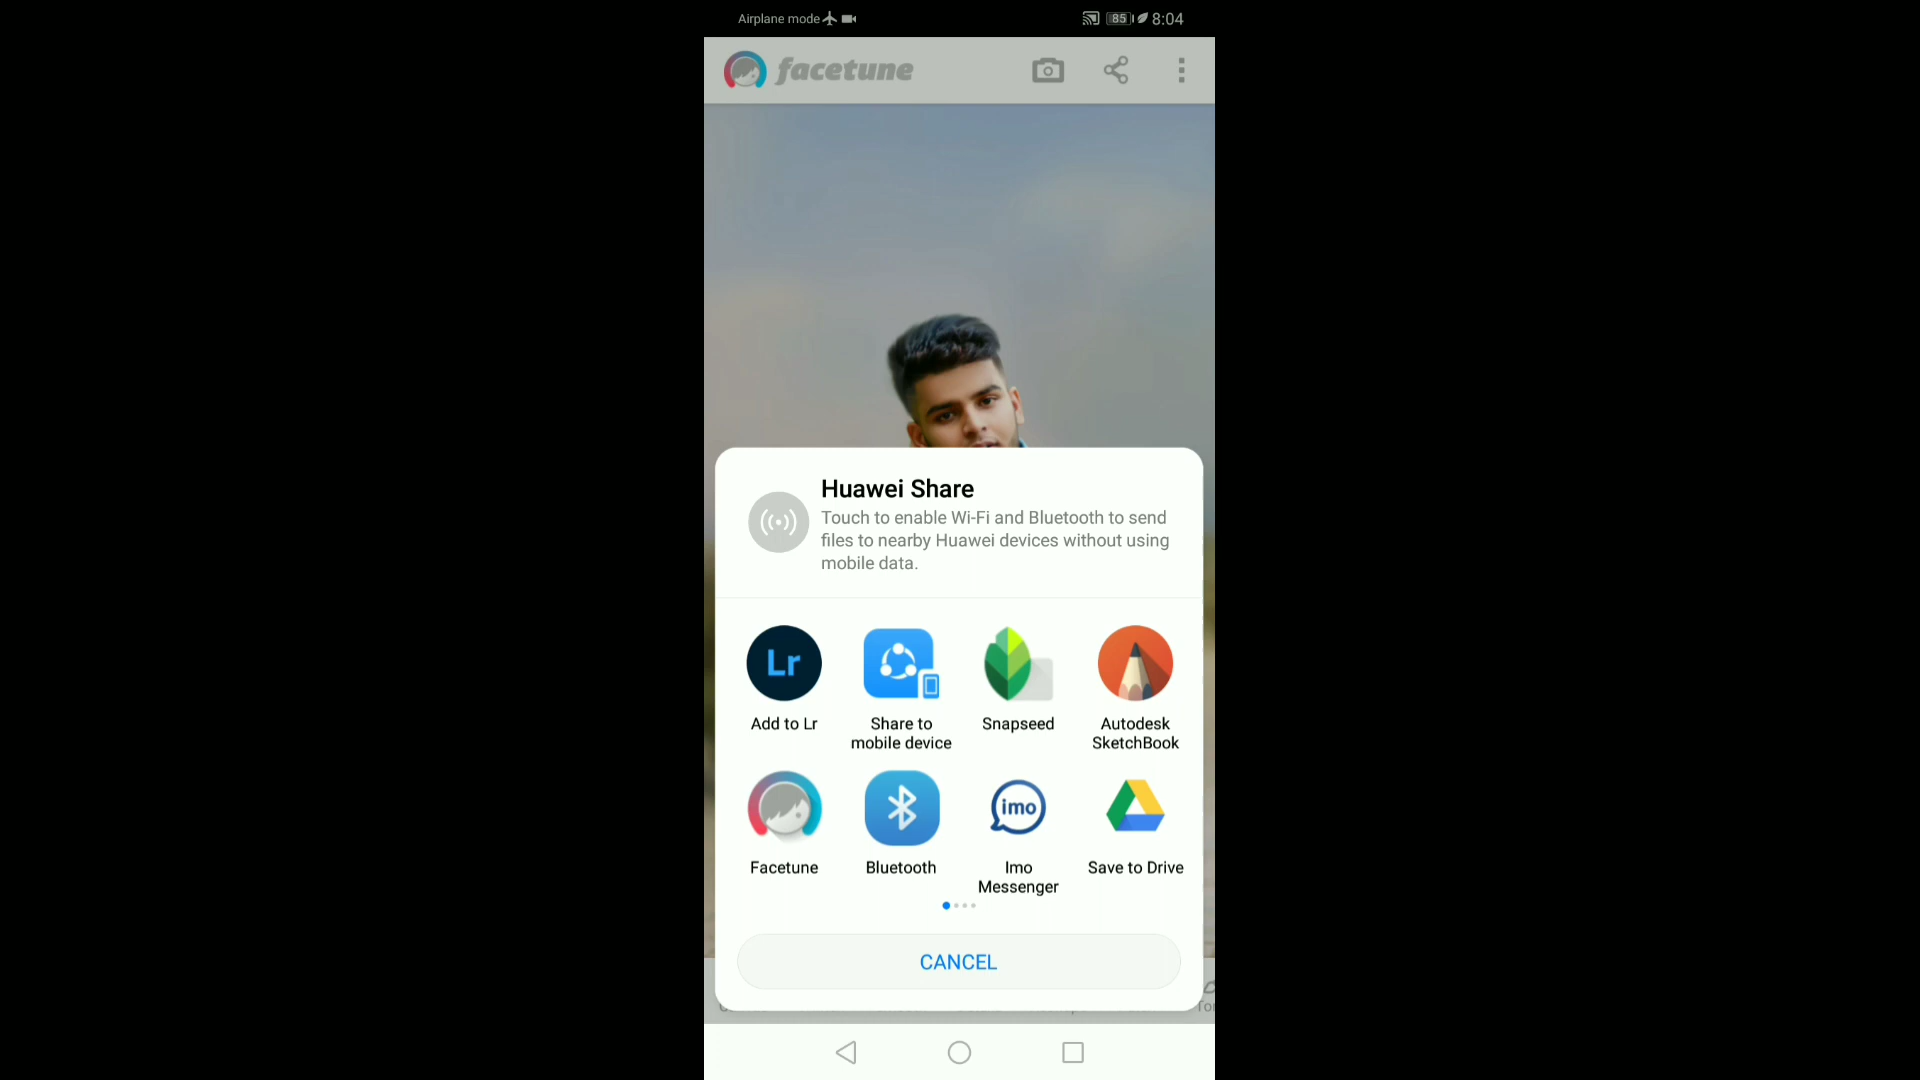 Airplane mode 85 8:04
facetune
Huawei Share
Touch to enable Wi-Fi and Bluetooth to send
files to nearby Huawei devices without using
mobile data.
Lr
Add to Lr
Share to
mobile device
Snapseed
Autodesk
SketchBook
Facetune
Bluetooth
imo
Imo
Messenger
Save to Drive
CANCEL